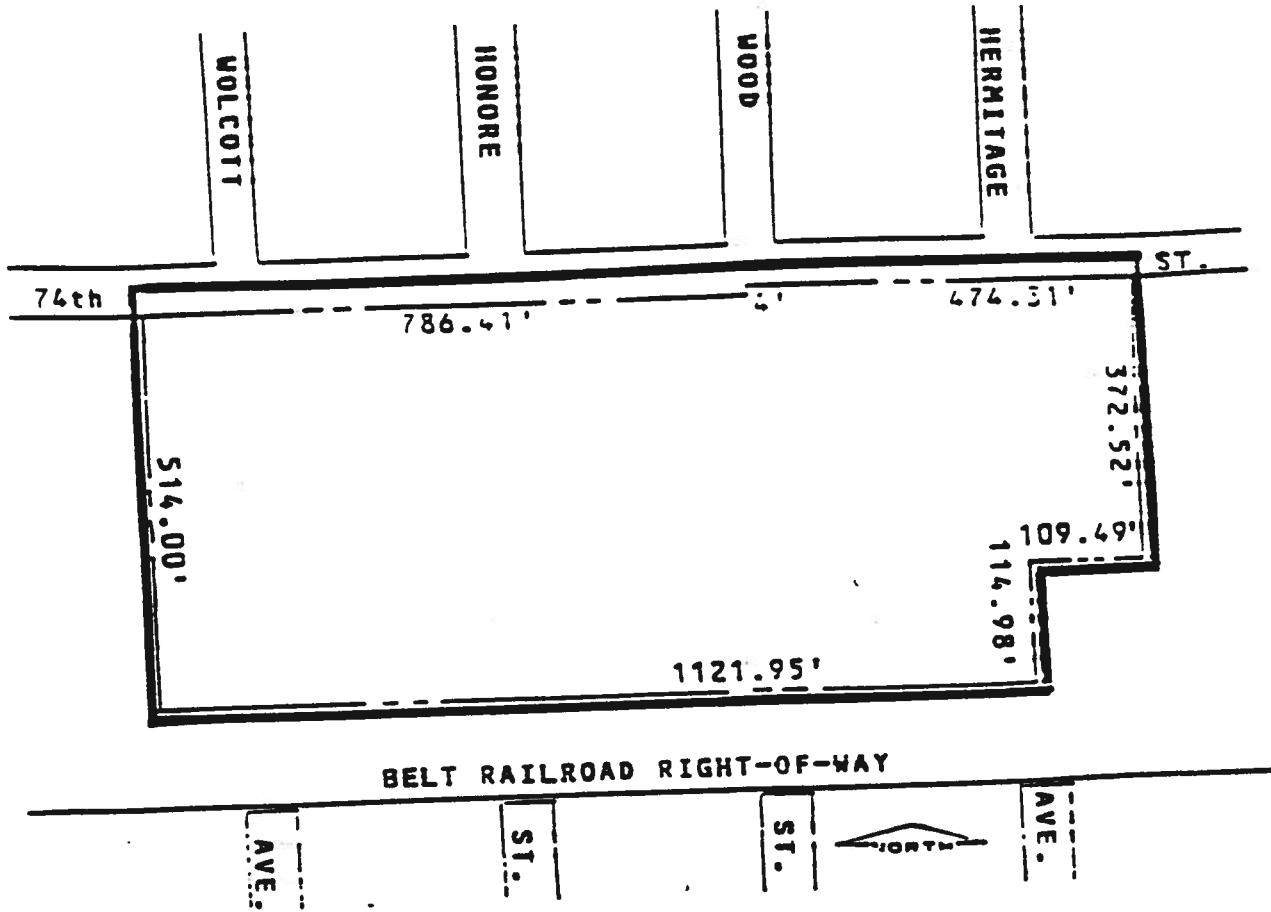 WOLCOTT
HONORE
WOOD
HERMITAGE
74th
ST.
786.41'
4'
474.31'
372.52'
514.00'
109.49'
114.98'
1121.95'
BELT RAILROAD RIGHT-OF-WAY
AVE.
ST.
ST.
NORTH
AVE.